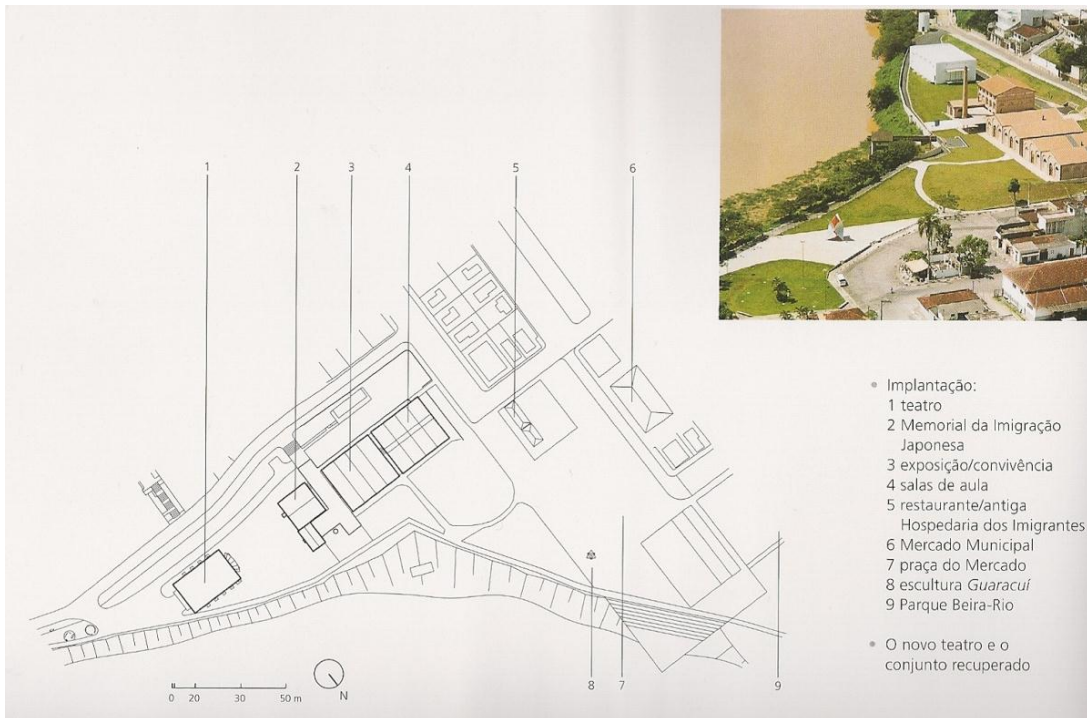 1
2
3
4
5
6
8
7
9
0 20 30 50 m
N
• Implantação:
1 teatro
2 Memorial da Imigração
Japonesa
3 exposição/convivência
4 salas de aula
5 restaurante/antiga
Hospedaria dos Imigrantes
6 Mercado Municipal
7 praça do Mercado
8 escultura Guaracuí
9 Parque Beira-Rio
• O novo teatro e o
conjunto recuperado